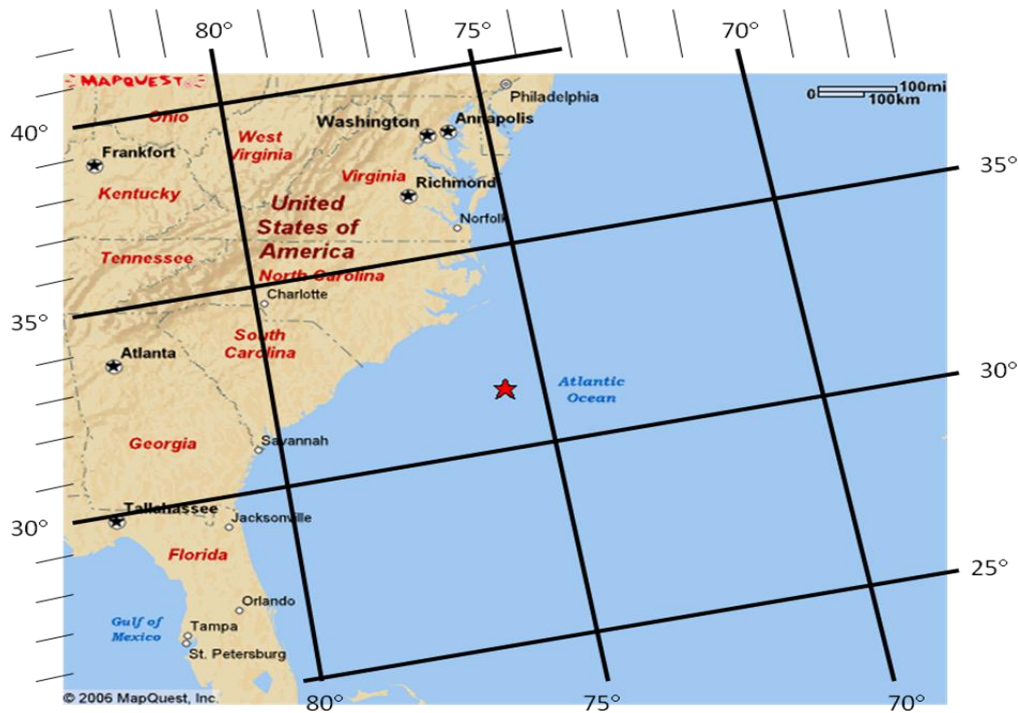 80°
75°
70°
MAPQUEST
Philadelphia
0
100mi
100km
40°
Ohio
Washington
Annapolis
West
Virginia
Frankfort
35°
Virginia
Richmond
Kentucky
United
States of
America
Norfolk
Tennessee
North Carolina
Charlotte
35°
South
Carolina
Atlanta
Atlantic
Ocean
30°
Georgia
Savannah
Tallahassee
Jacksonville
30°
Florida
25°
Orlando
Gulf of
Mexico
Tampa
St. Petersburg
© 2006 MapQuest, Inc.
80°
75°
70°